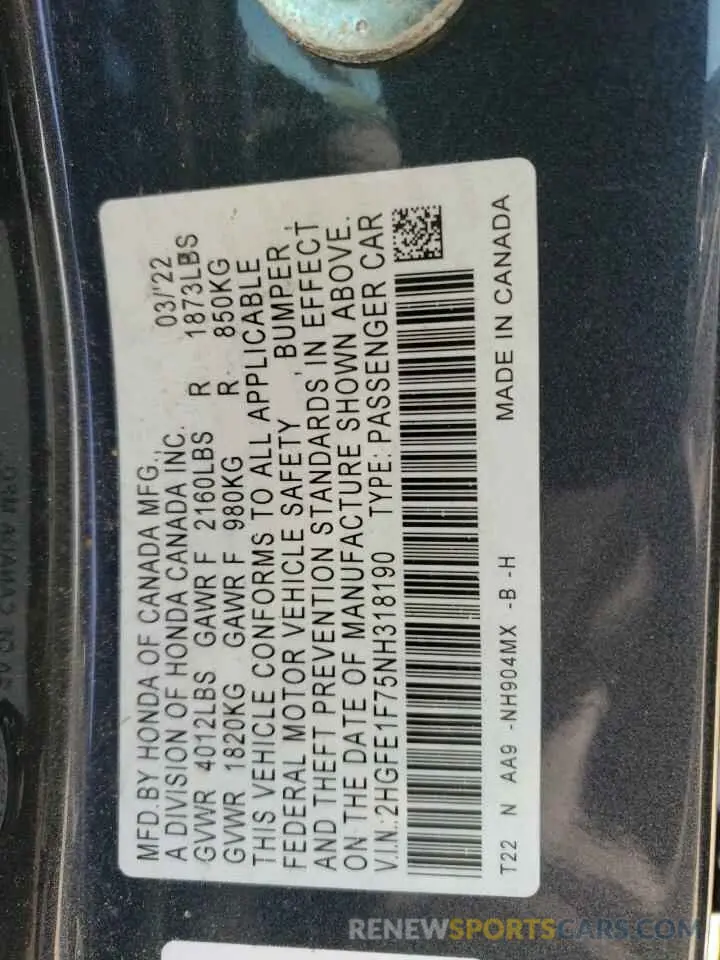 MFD. BY HONDA OF CANADA MFG.,
03/'22
A DIVISION OF HONDA CANADA INC.
GVWR 4012LBS GAWR F 2160LBS R 1873LBS
GVWR 1820KG GAWR F 980KG R 850KG
THIS VEHICLE CONFORMS TO ALL APPLICABLE
FEDERAL MOTOR VEHICLE SAFETY, BUMPER,
AND THEFT PREVENTION STANDARDS IN EFFECT
ON THE DATE OF MANUFACTURE SHOWN ABOVE.
V.I.N.:2HGFE1F75NH318190 TYPE:PASSENGER CAR
T22 N AA9 -NH904MX -B -H MADE IN CANADA
RENEWSPORTSCARS.COM